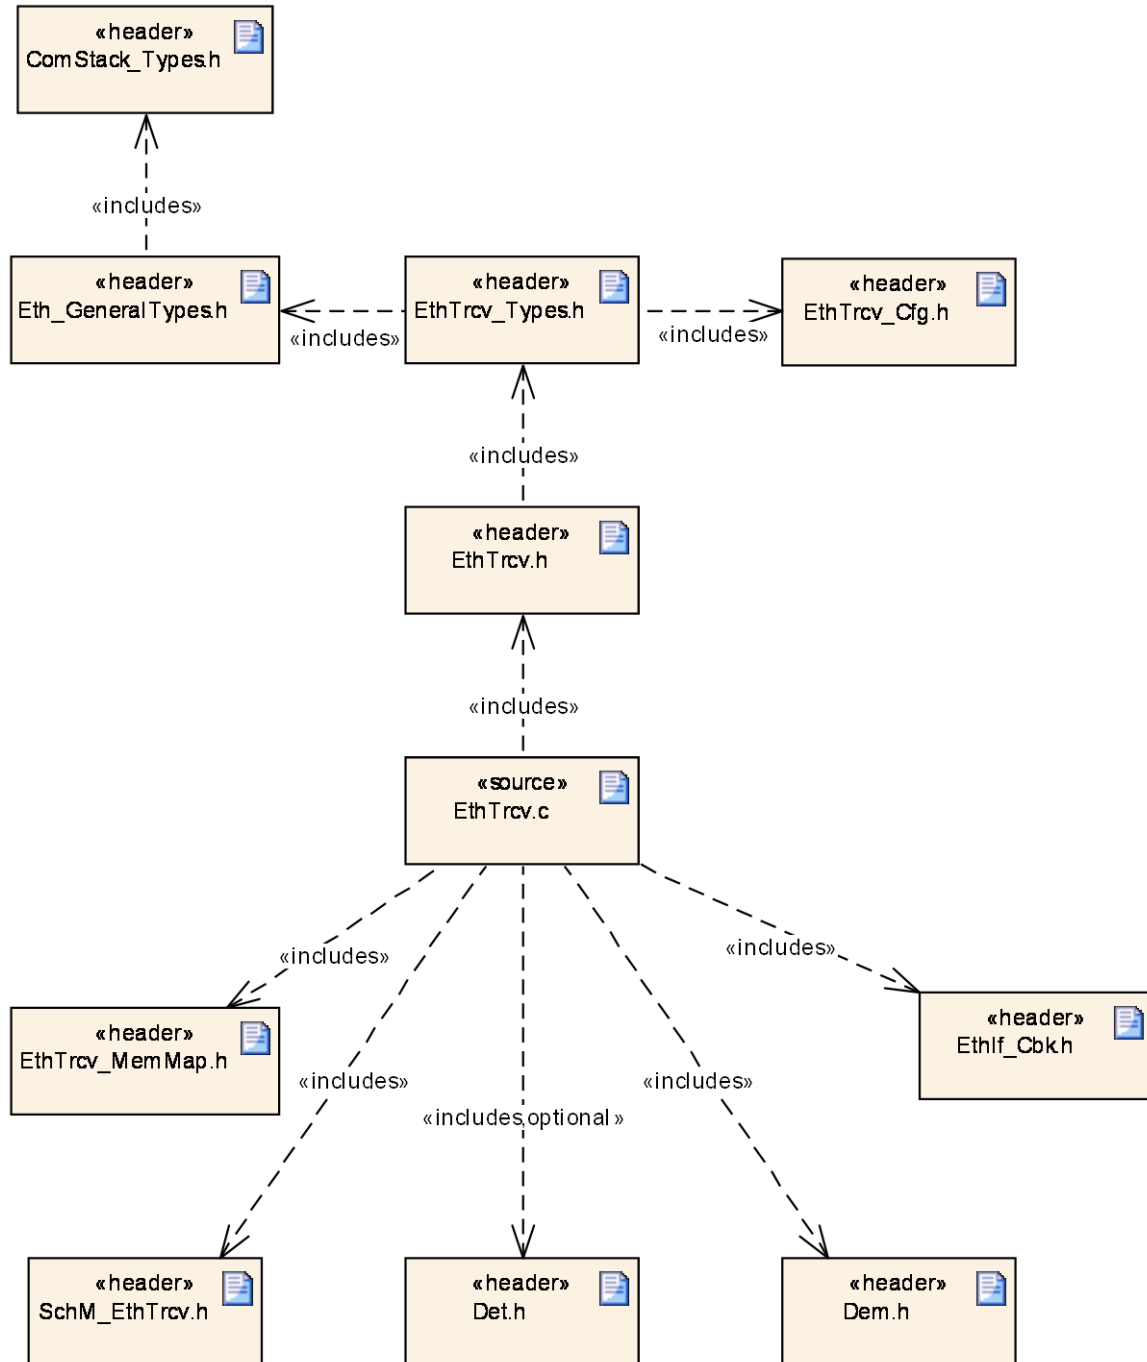 «header»
ComStack_Types.h
«includes»
«header»
Eth_GeneralTypes.h
«header»
EthTrcv_Types.h
«header»
EthTrcv_Cfg.h
«includes»
«includes»
«includes»
«header»
EthTrcv.h
«includes»
«source»
EthTrcv.c
«includes»
«includes»
«header»
EthTrcv_MemMap.h
«header»
EthIf_Cbk.h
«includes»
«includes»
«includes,optional»
«header»
SchM_EthTrcv.h
«header»
Det.h
«header»
Dem.h